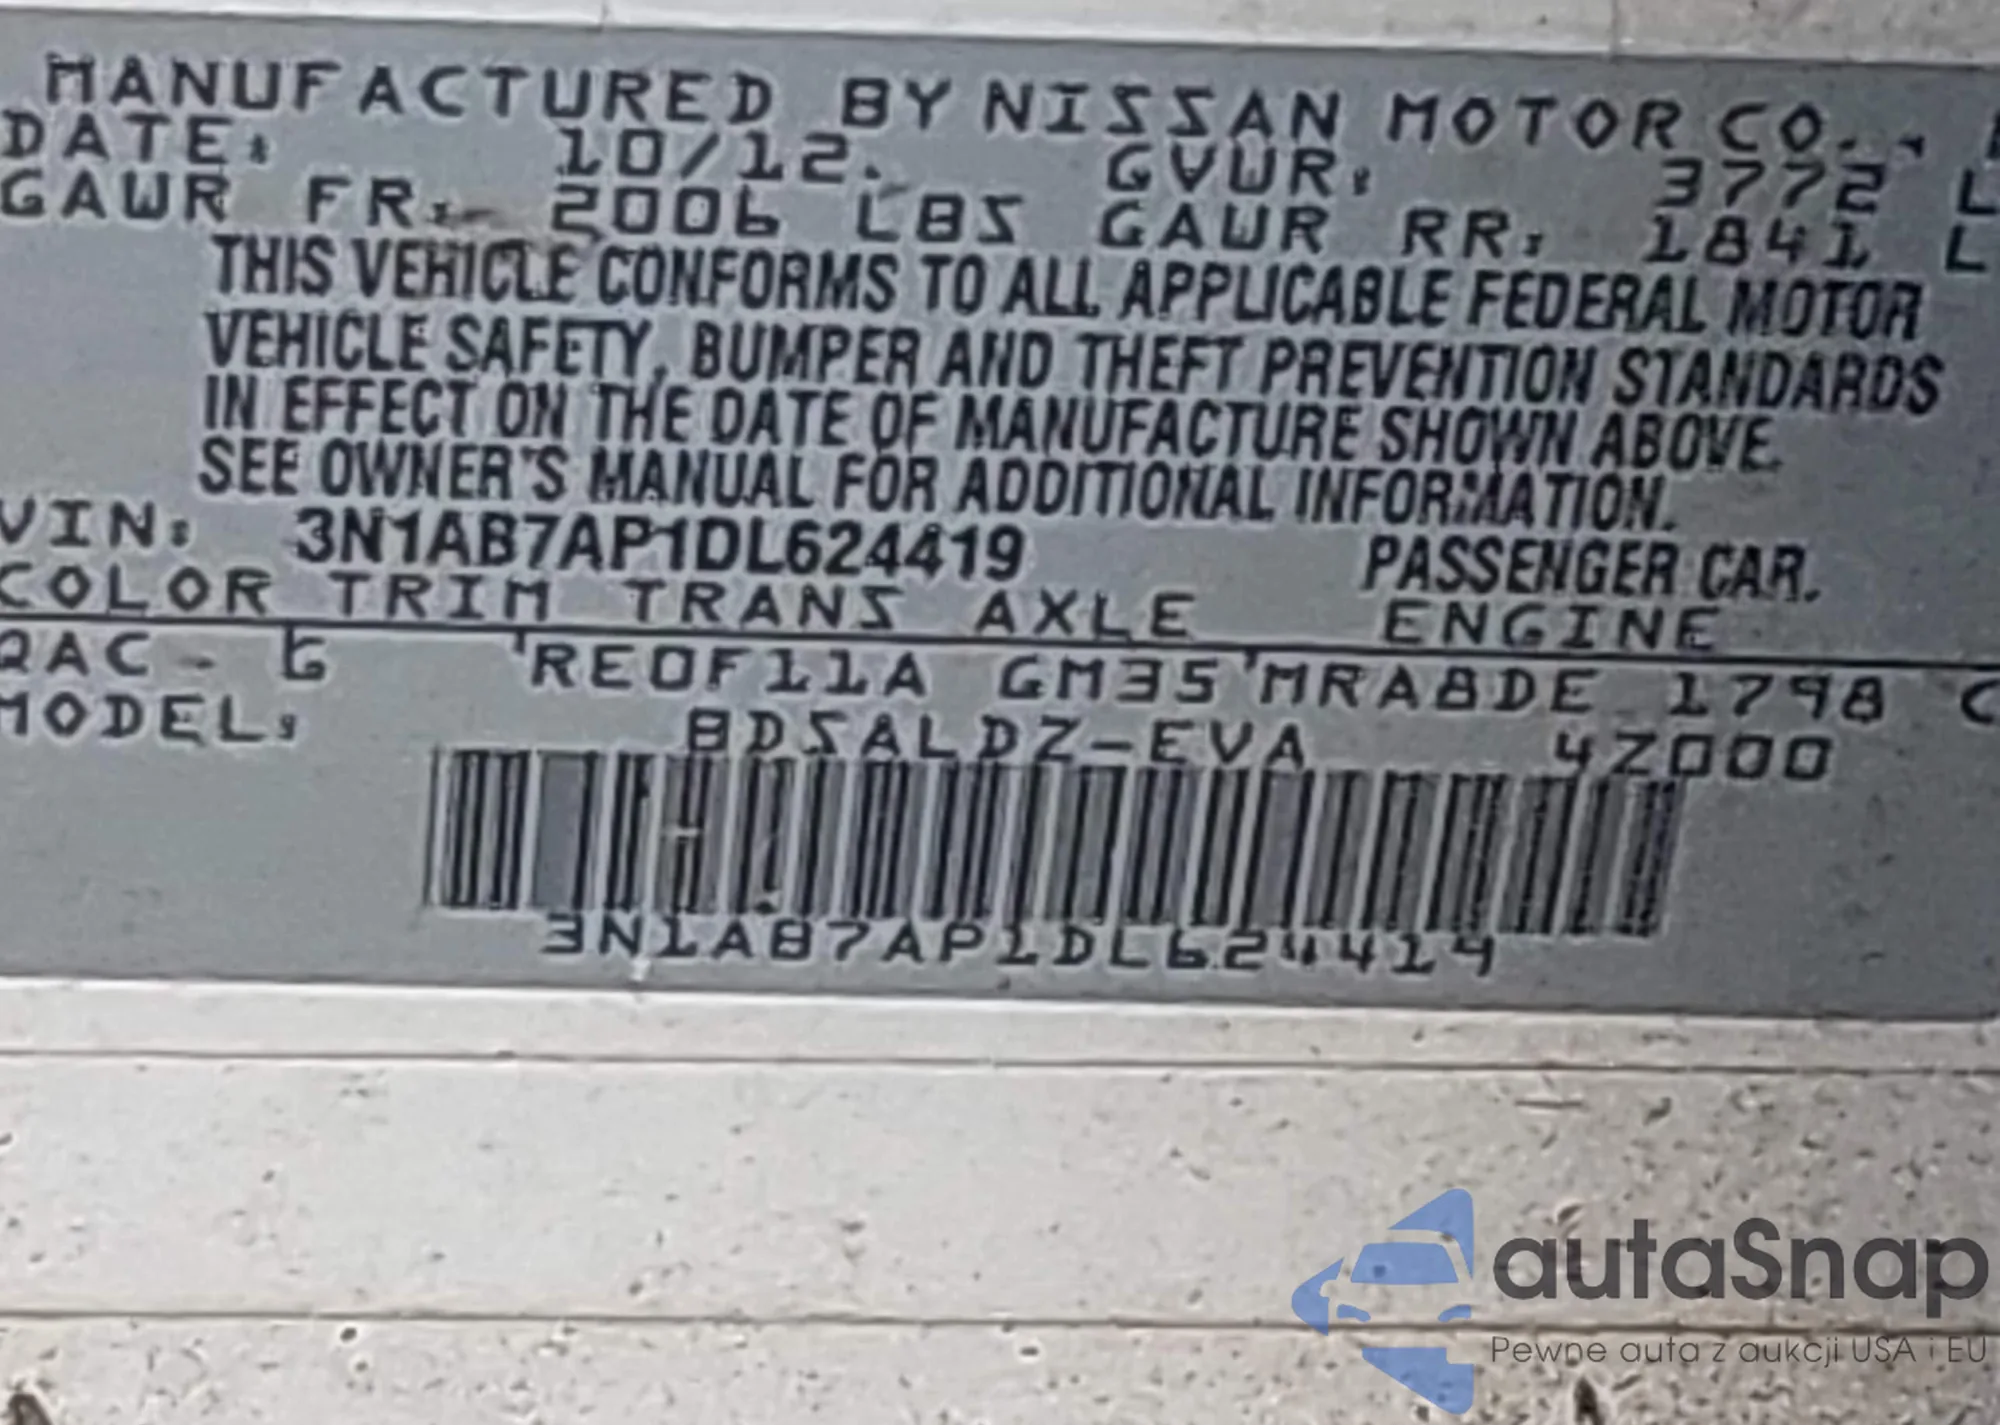 MANUFACTURED BY NISSAN MOTOR CO.,
DATE: 10/12. GVWR: 3772 L
GAWR FR: 2006 LBS GAWR RR: 1841 L
THIS VEHICLE CONFORMS TO ALL APPLICABLE FEDERAL MOTOR
VEHICLE SAFETY, BUMPER AND THEFT PREVENTION STANDARDS
IN EFFECT ON THE DATE OF MANUFACTURE SHOWN ABOVE.
SEE OWNER'S MANUAL FOR ADDITIONAL INFORMATION.
VIN: 3N1AB7AP1DL624419 PASSENGER CAR.
COLOR TRIM TRANS AXLE ENGINE
QAC - G RE0F11A GM35 MRA8DE 1798 C
MODEL: BDSALDZ-EVA 4Z000
3N1AB7AP1DL624419
autaSnap
Pewne auta z aukcji USA i EU